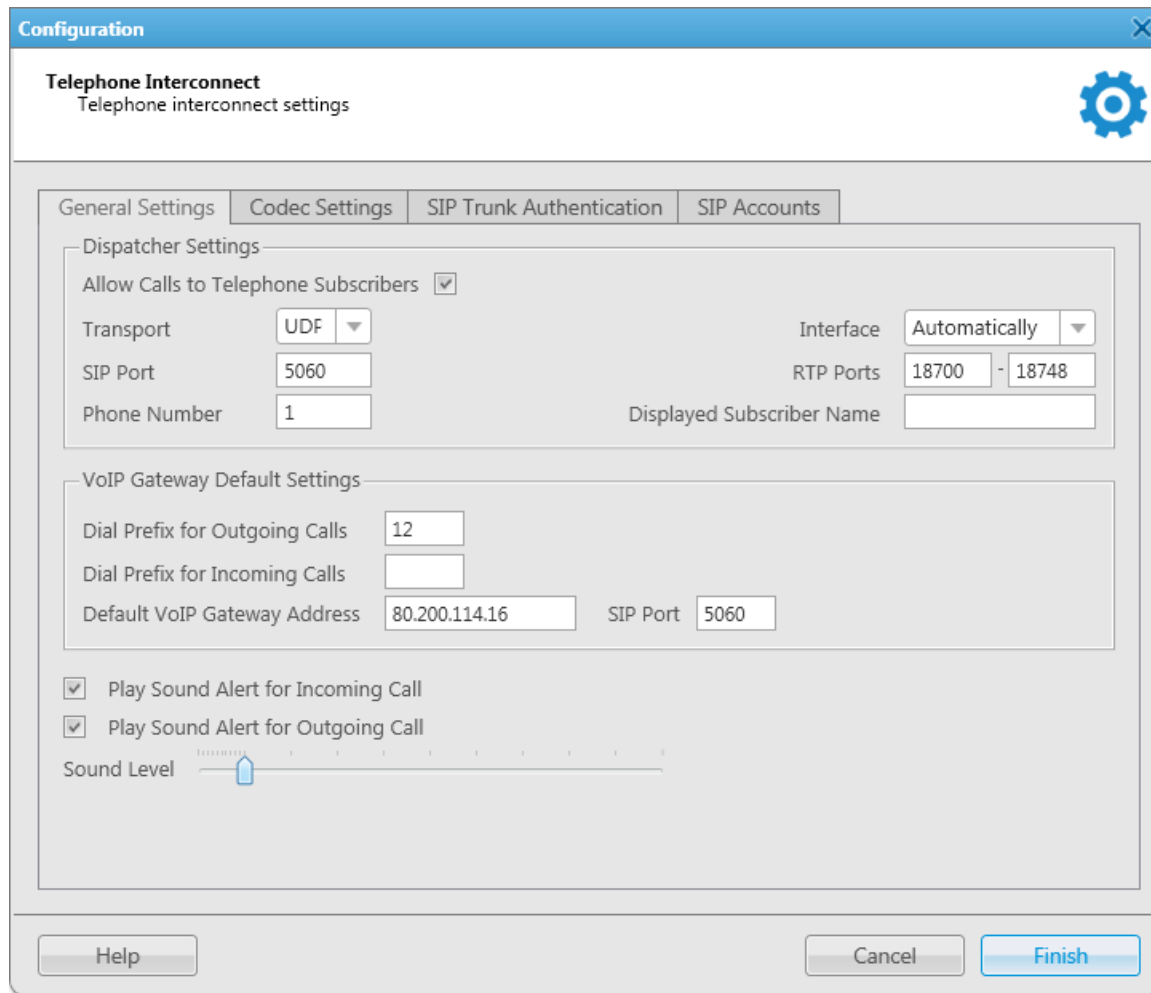 Configuration
Telephone Interconnect
Telephone interconnect settings
General Settings Codec Settings SIP Trunk Authentication SIP Accounts
Dispatcher Settings
Allow Calls to Telephone Subscribers
Transport UDP Interface Automatically
SIP Port 5060 RTP Ports 18700 - 18748
Phone Number 1 Displayed Subscriber Name
VoIP Gateway Default Settings
Dial Prefix for Outgoing Calls 12
Dial Prefix for Incoming Calls
Default VoIP Gateway Address 80.200.114.16 SIP Port 5060
Play Sound Alert for Incoming Call
Play Sound Alert for Outgoing Call
Sound Level
Help Cancel Finish